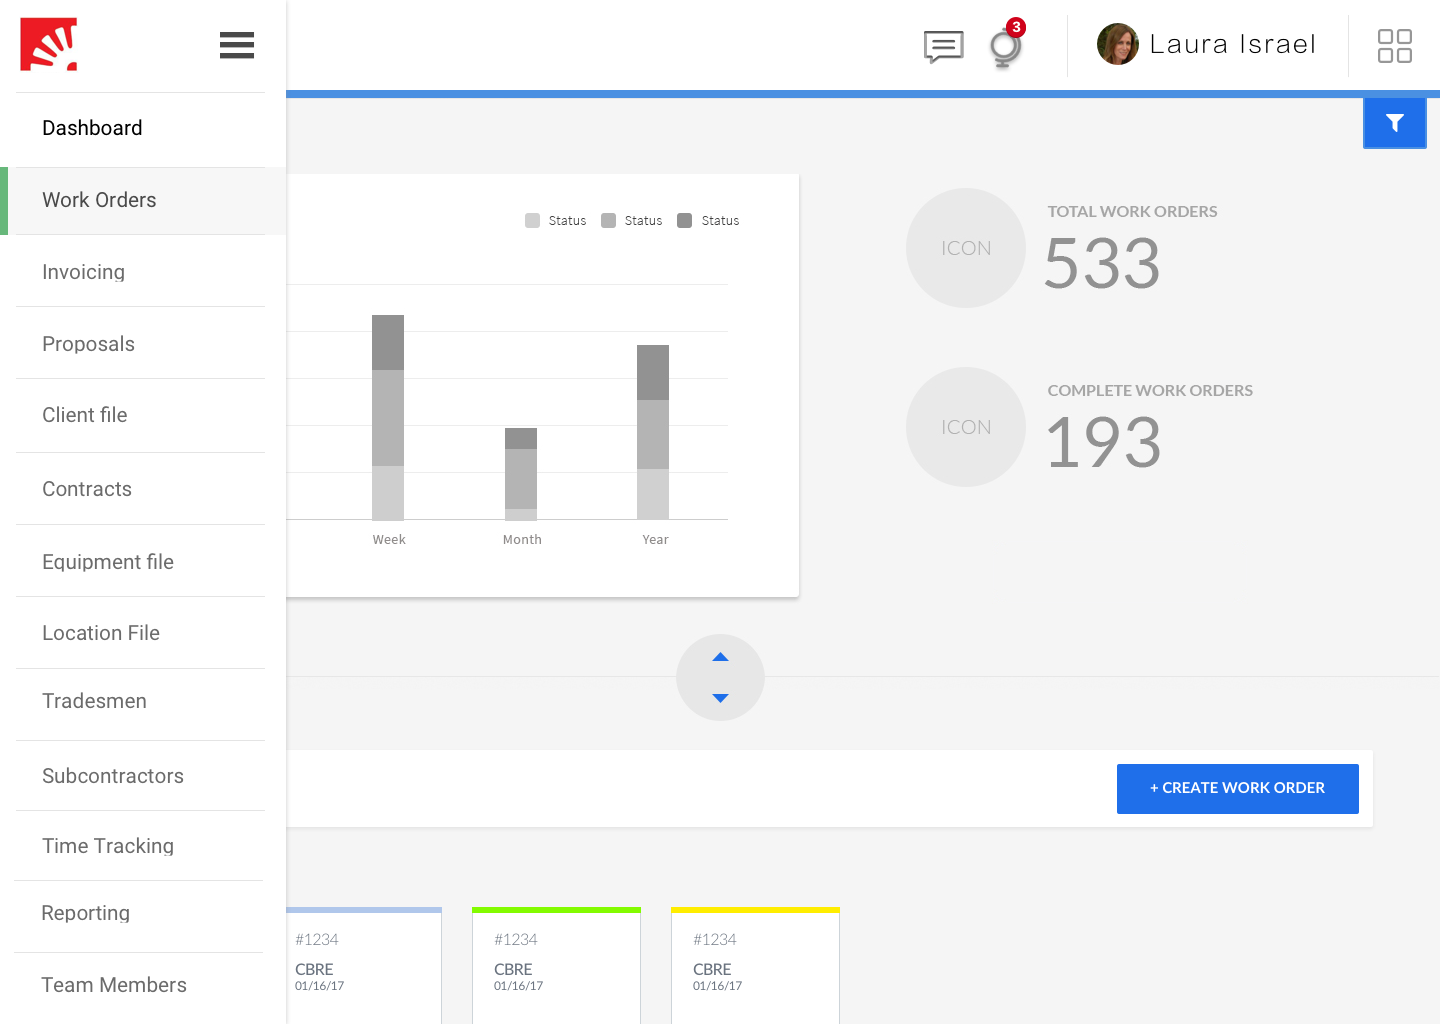 3
Laura Israel
Dashboard
Work Orders
Invoicing
Proposals
Client file
Contracts
Equipment file
Location File
Tradesmen
Subcontractors
Time Tracking
Reporting
Team Members
Status Status Status
Week Month Year
ICON
TOTAL WORK ORDERS
533
ICON
COMPLETE WORK ORDERS
193
+ CREATE WORK ORDER
#1234
CBRE
01/16/17
#1234
CBRE
01/16/17
#1234
CBRE
01/16/17